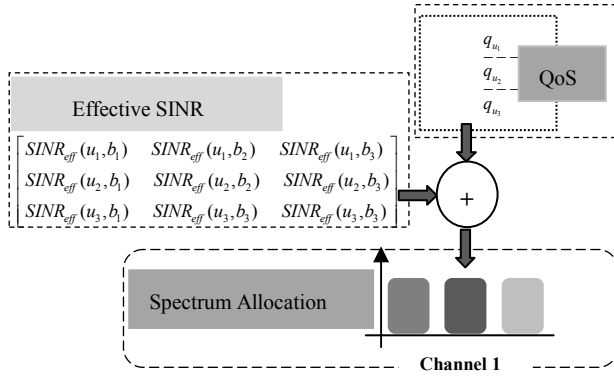 q_{u_1}
q_{u_2}
q_{u_3}
QoS
Effective SINR
SINR_{eff}(u_1,b_1) SINR_{eff}(u_1,b_2) SINR_{eff}(u_1,b_3)
SINR_{eff}(u_2,b_1) SINR_{eff}(u_2,b_2) SINR_{eff}(u_2,b_3)
SINR_{eff}(u_3,b_1) SINR_{eff}(u_3,b_3) SINR_{eff}(u_3,b_3)
+
Spectrum Allocation
Channel 1